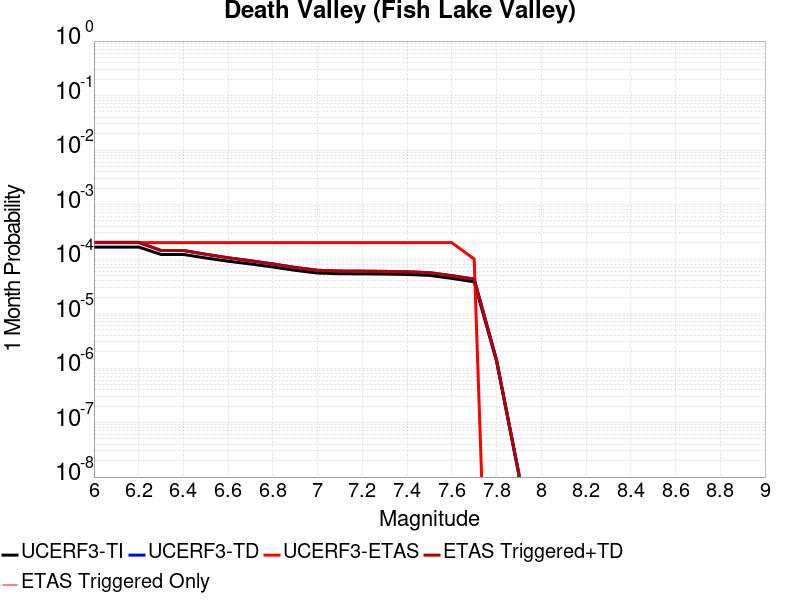 Death Valley (Fish Lake Valley)
10^0
10^-1
10^-2
10^-3
10^-4
10^-5
10^-6
10^-7
10^-8
1 Month Probability
6 6.2 6.4 6.6 6.8 7 7.2 7.4 7.6 7.8 8 8.2 8.4 8.6 8.8 9
Magnitude
UCERF3-TI UCERF3-TD UCERF3-ETAS ETAS Triggered+TD
ETAS Triggered Only